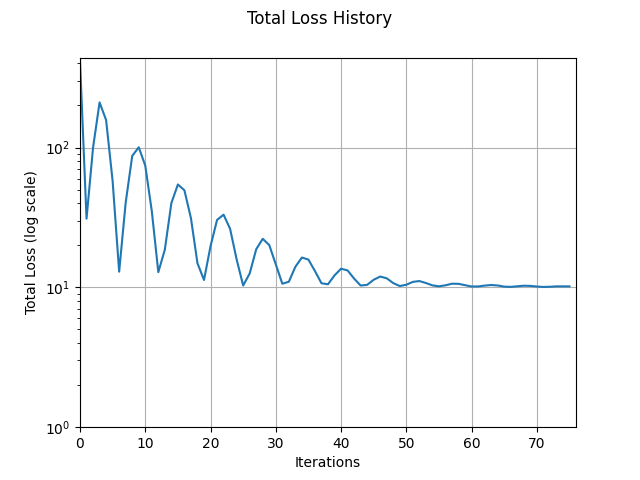 Total Loss History
Total Loss (log scale)
10²
10¹
10⁰
0 10 20 30 40 50 60 70
Iterations